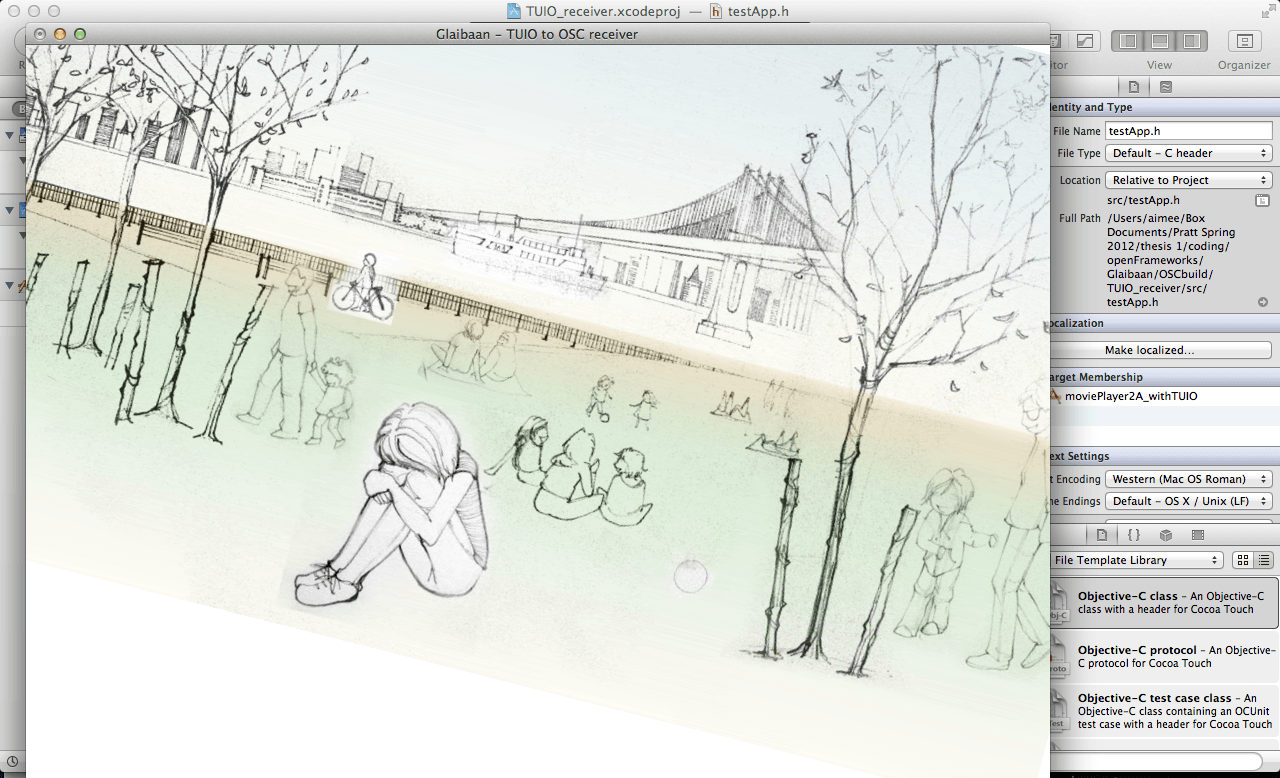 TUIO_receiver.xcodeproj — testApp.h
Glaibaan – TUIO to OSC receiver
View
Organizer
dentity and Type
File Name testApp.h
File Type Default – C header
Location Relative to Project
src/testApp.h
Full Path /Users/aimee/Box
Documents/Pratt Spring
2012/thesis 1/coding/
openFrameworks/
Glaibaan/OSCbuild/
TUIO_receiver/src/
testApp.h
ocalization
Make localized...
arget Membership
moviePlayer2A_withTUIO
ext Settings
t Encoding Western (Mac OS Roman)
ne Endings Default – OS X / Unix (LF)
File Template Library
Objective-C class – An Objective-
C class with a header for Cocoa Touch
Objective-C protocol – An Objective-
C protocol for Cocoa Touch
Objective-C test case class – An
Objective-C class containing an OCUnit
test case with a header for Cocoa Touch